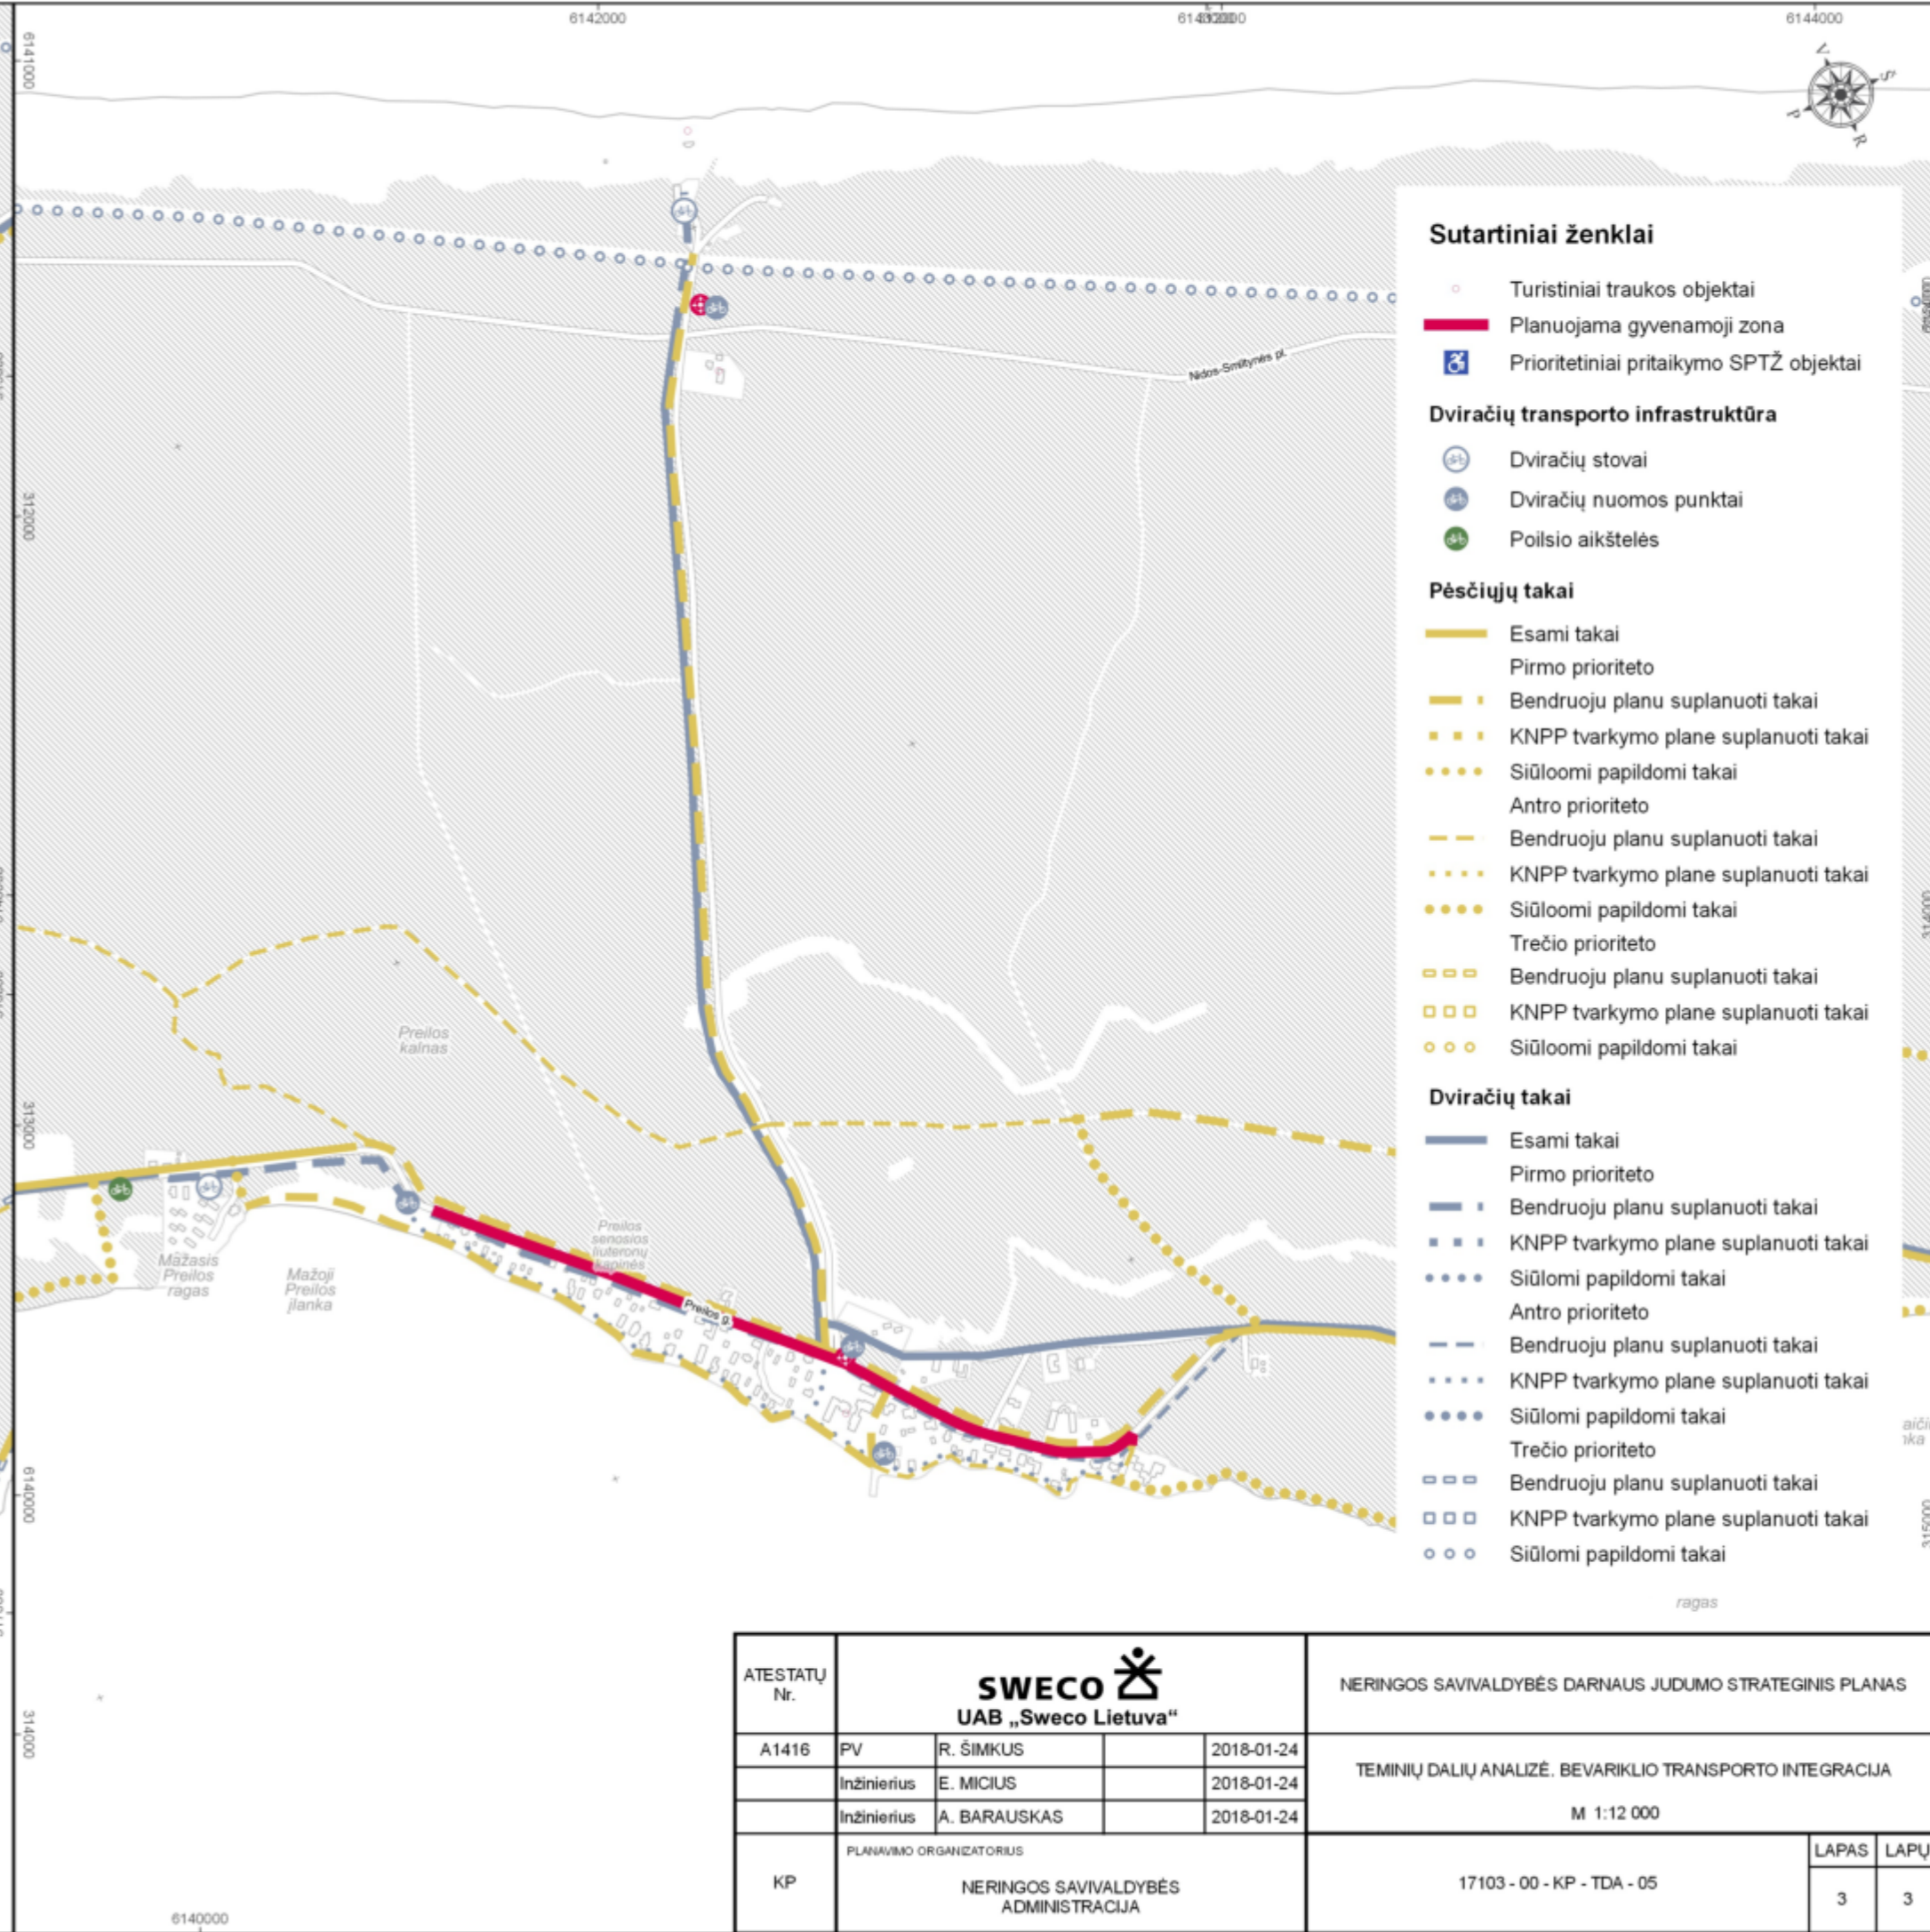 6142000
6144000
6141000
V
S
P
R
Sutartiniai ženklai
Turistiniai traukos objektai
Planuojama gyvenamoji zona
Prioritetiniai pritaikymo SPTŽ objektai
Nidos-Smiltynės pl.
Dviračių transporto infrastruktūra
Dviračių stovai
312000
Dviračių nuomos punktai
Poilsio aikštelės
Pėsčiųjų takai
Esami takai
Pirmo prioriteto
Bendruoju planu suplanuoti takai
KNPP tvarkymo plane suplanuoti takai
Siūloomi papildomi takai
Antro prioriteto
Bendruoju planu suplanuoti takai
KNPP tvarkymo plane suplanuoti takai
Siūloomi papildomi takai
314000
Trečio prioriteto
Bendruoju planu suplanuoti takai
KNPP tvarkymo plane suplanuoti takai
Siūloomi papildomi takai
Preilos
kalnas
313000
Dviračių takai
Esami takai
Pirmo prioriteto
Bendruoju planu suplanuoti takai
KNPP tvarkymo plane suplanuoti takai
Siūlomi papildomi takai
Antro prioriteto
Bendruoju planu suplanuoti takai
KNPP tvarkymo plane suplanuoti takai
Siūlomi papildomi takai
Trečio prioriteto
Bendruoju planu suplanuoti takai
KNPP tvarkymo plane suplanuoti takai
Siūlomi papildomi takai
Preilos
senosios
liuteronų
kapinės
Mažasis
Preilos
ragas
Mažoji
Preilos
įlanka
Preilos g.
6140000
315000
ragas
314000
ATESTATŲ
Nr.
SWECO
UAB „Sweco Lietuva“
NERINGOS SAVIVALDYBĖS DARNAUS JUDUMO STRATEGINIS PLANAS
A1416 PV R. ŠIMKUS 2018-01-24
Inžinierius E. MICIUS 2018-01-24
Inžinierius A. BARAUSKAS 2018-01-24
TEMINIŲ DALIŲ ANALIZĖ. BEVARIKLIO TRANSPORTO INTEGRACIJA
M 1:12 000
KP
PLANAVIMO ORGANIZATORIUS
NERINGOS SAVIVALDYBĖS
ADMINISTRACIJA
17103 - 00 - KP - TDA - 05
LAPAS LAPŲ
3 3
6140000